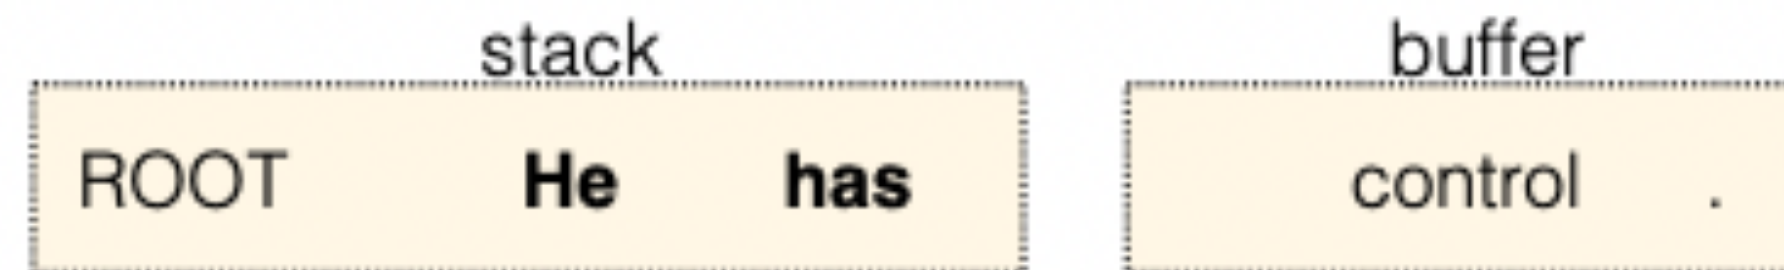 stack buffer
ROOT He has control .